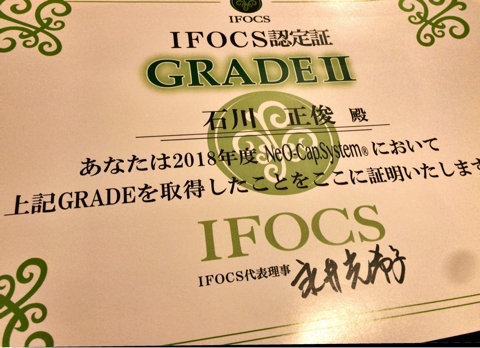 IFOCS
IFOCS認定証
GRADE II
石川 正俊 殿
あなたは2018年度 NeO-Cap.System®において
上記GRADEを取得したことをここに証明いたします
IFOCS
IFOCS代表理事